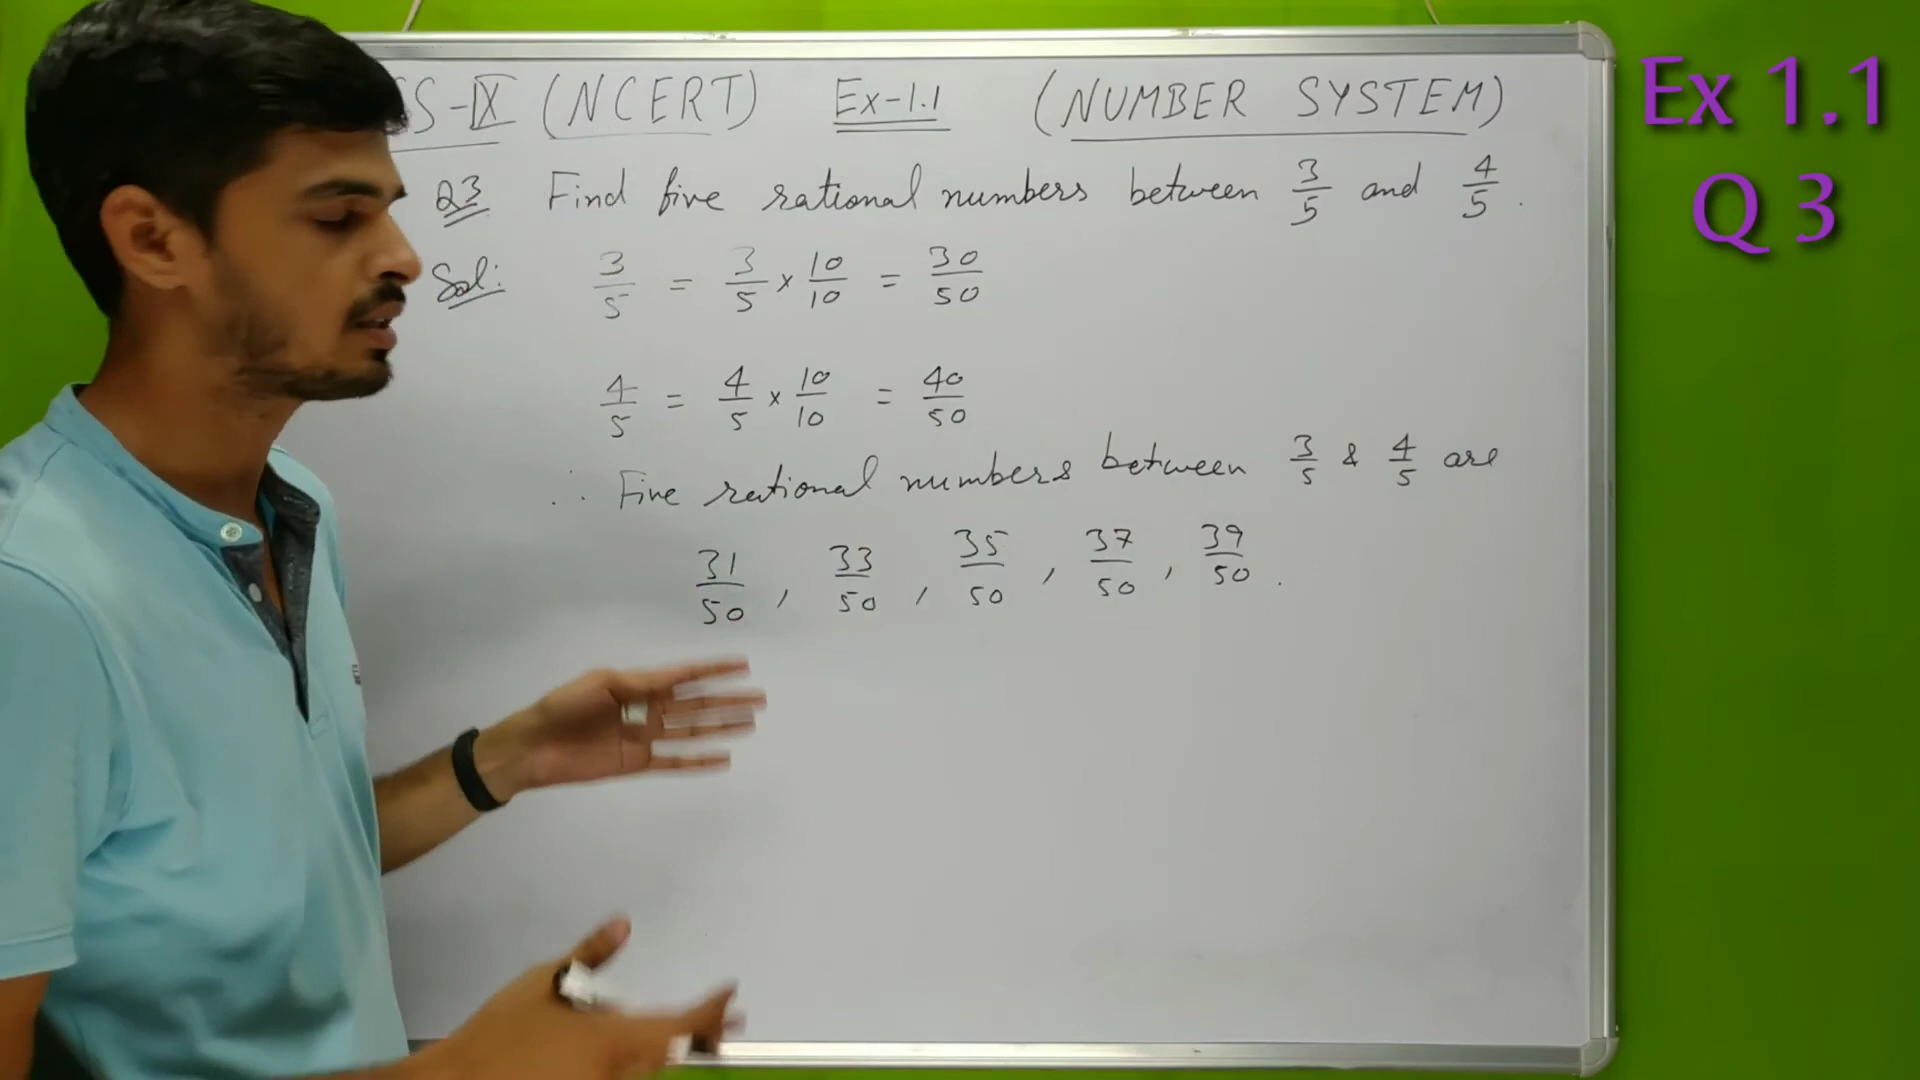 S-IX (NCERT) Ex-1.1 (NUMBER SYSTEM)
Ex 1.1
Q 3
Q3 Find five rational numbers between 3/5 and 4/5.
Sol: 3/5 = 3/5 × 10/10 = 30/50
4/5 = 4/5 × 10/10 = 40/50
∴ Five rational numbers between 3/5 & 4/5 are
31/50, 33/50, 35/50, 37/50, 39/50.